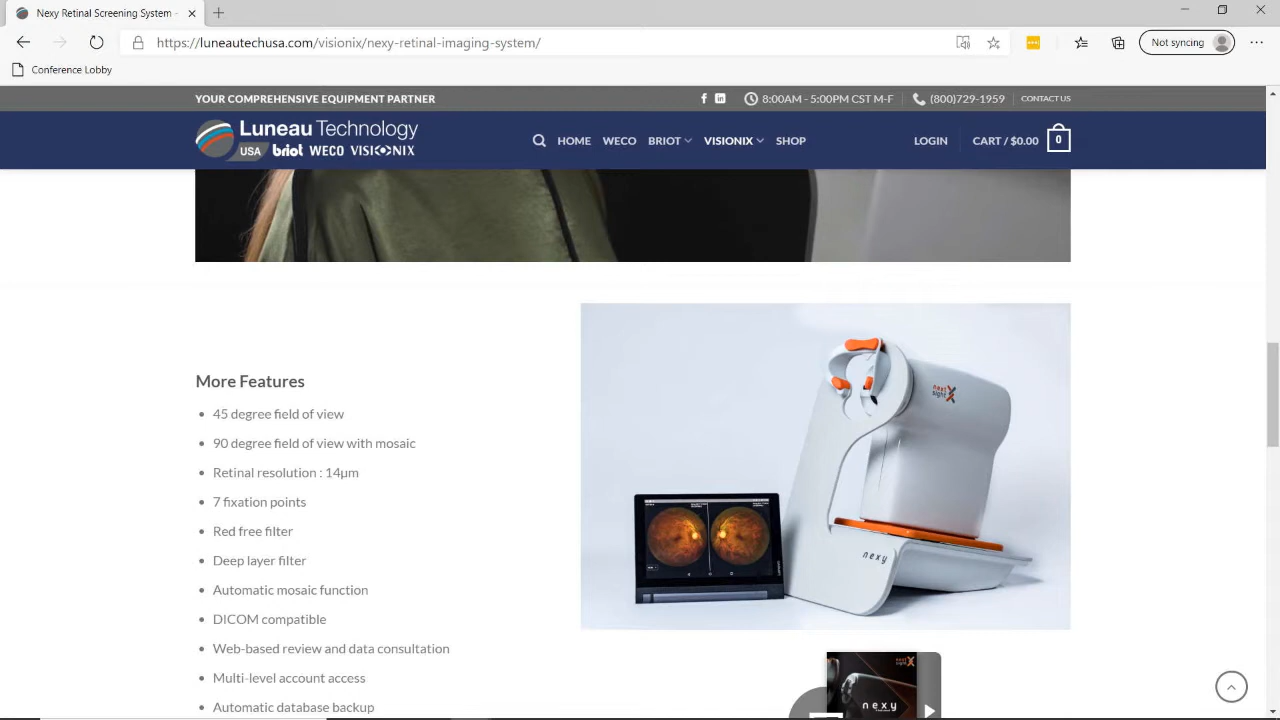 Nexy Retinal Screening System -
https://luneautechusa.com/visionix/nexy-retinal-imaging-system/
Not syncing
Conference Lobby
YOUR COMPREHENSIVE EQUIPMENT PARTNER
8:00AM - 5:00PM CST M-F
(800)729-1959
CONTACT US
Luneau Technology
USA briot WECO VISIONIX
HOME WECO BRIOT VISIONIX SHOP
LOGIN
CART / $0.00
0
next sight
nexy
More Features
45 degree field of view
90 degree field of view with mosaic
Retinal resolution : 14µm
7 fixation points
Red free filter
Deep layer filter
Automatic mosaic function
DICOM compatible
Web-based review and data consultation
Multi-level account access
Automatic database backup
nexy